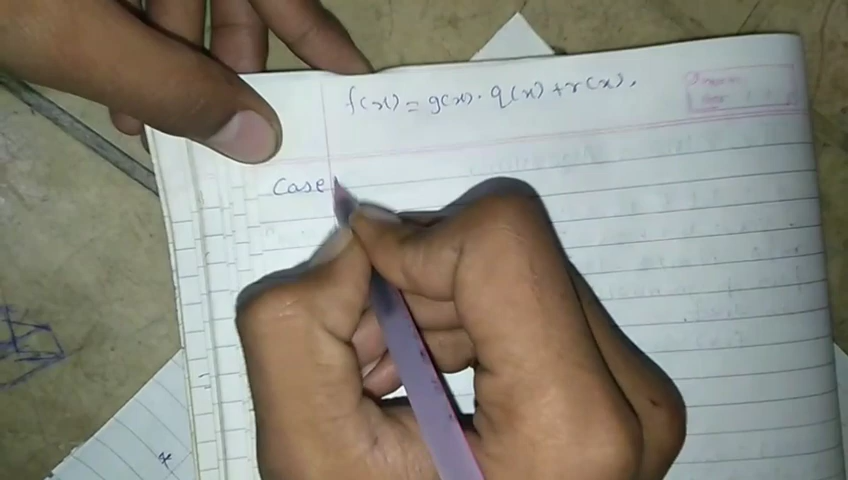 f(x) = g(x). q(x) + r(x).
Case